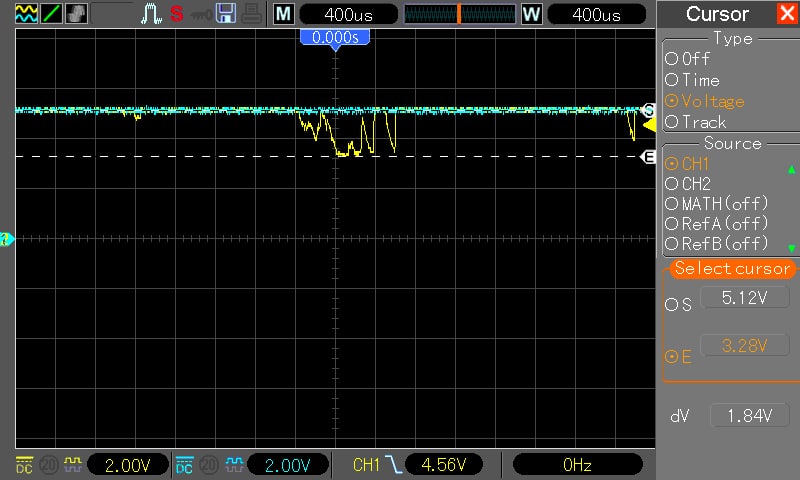 S M 400us W 400us Cursor X
0.000s
Type
Off
Time
Voltage
Track
S
E
Source
CH1
CH2
MATH(off)
RefA(off)
RefB(off)
Select cursor
S 5.12V
E 3.28V
dV 1.84V
DC 20 2.00V DC 20 2.00V CH1 4.56V 0Hz